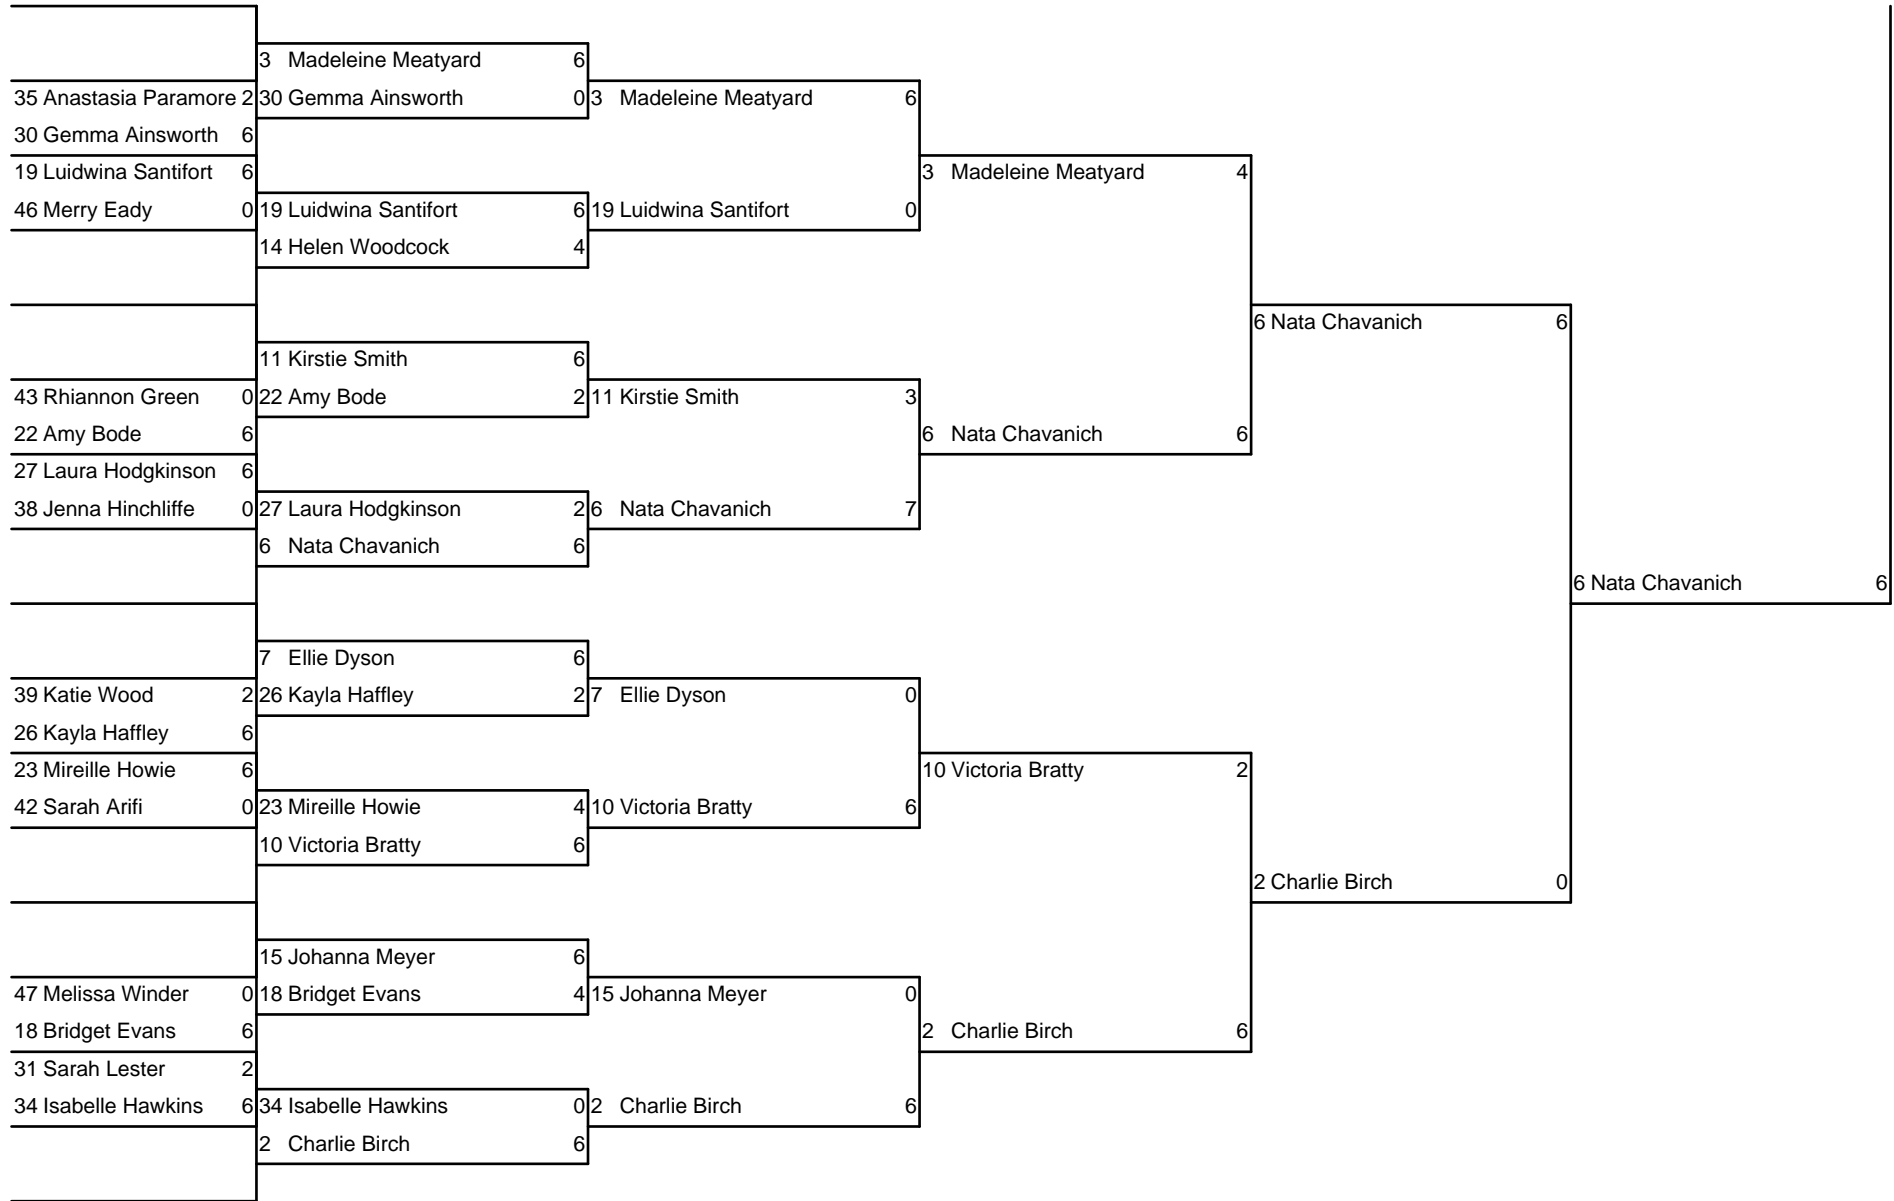 3 Madeleine Meatyard 6
35 Anastasia Paramore 2 30 Gemma Ainsworth 0 3 Madeleine Meatyard 6
30 Gemma Ainsworth 6
19 Luidwina Santifort 6 3 Madeleine Meatyard 4
46 Merry Eady 0 19 Luidwina Santifort 6 19 Luidwina Santifort 0
14 Helen Woodcock 4
6 Nata Chavanich 6
11 Kirstie Smith 6
43 Rhiannon Green 0 22 Amy Bode 2 11 Kirstie Smith 3
22 Amy Bode 6 6 Nata Chavanich 6
27 Laura Hodgkinson 6
38 Jenna Hinchliffe 0 27 Laura Hodgkinson 2 6 Nata Chavanich 7
6 Nata Chavanich 6
6 Nata Chavanich 6
7 Ellie Dyson 6
39 Katie Wood 2 26 Kayla Haffley 2 7 Ellie Dyson 0
26 Kayla Haffley 6
23 Mireille Howie 6 10 Victoria Bratty 2
42 Sarah Arifi 0 23 Mireille Howie 4 10 Victoria Bratty 6
10 Victoria Bratty 6
2 Charlie Birch 0
15 Johanna Meyer 6
47 Melissa Winder 0 18 Bridget Evans 4 15 Johanna Meyer 0
18 Bridget Evans 6 2 Charlie Birch 6
31 Sarah Lester 2
34 Isabelle Hawkins 6 34 Isabelle Hawkins 0 2 Charlie Birch 6
2 Charlie Birch 6